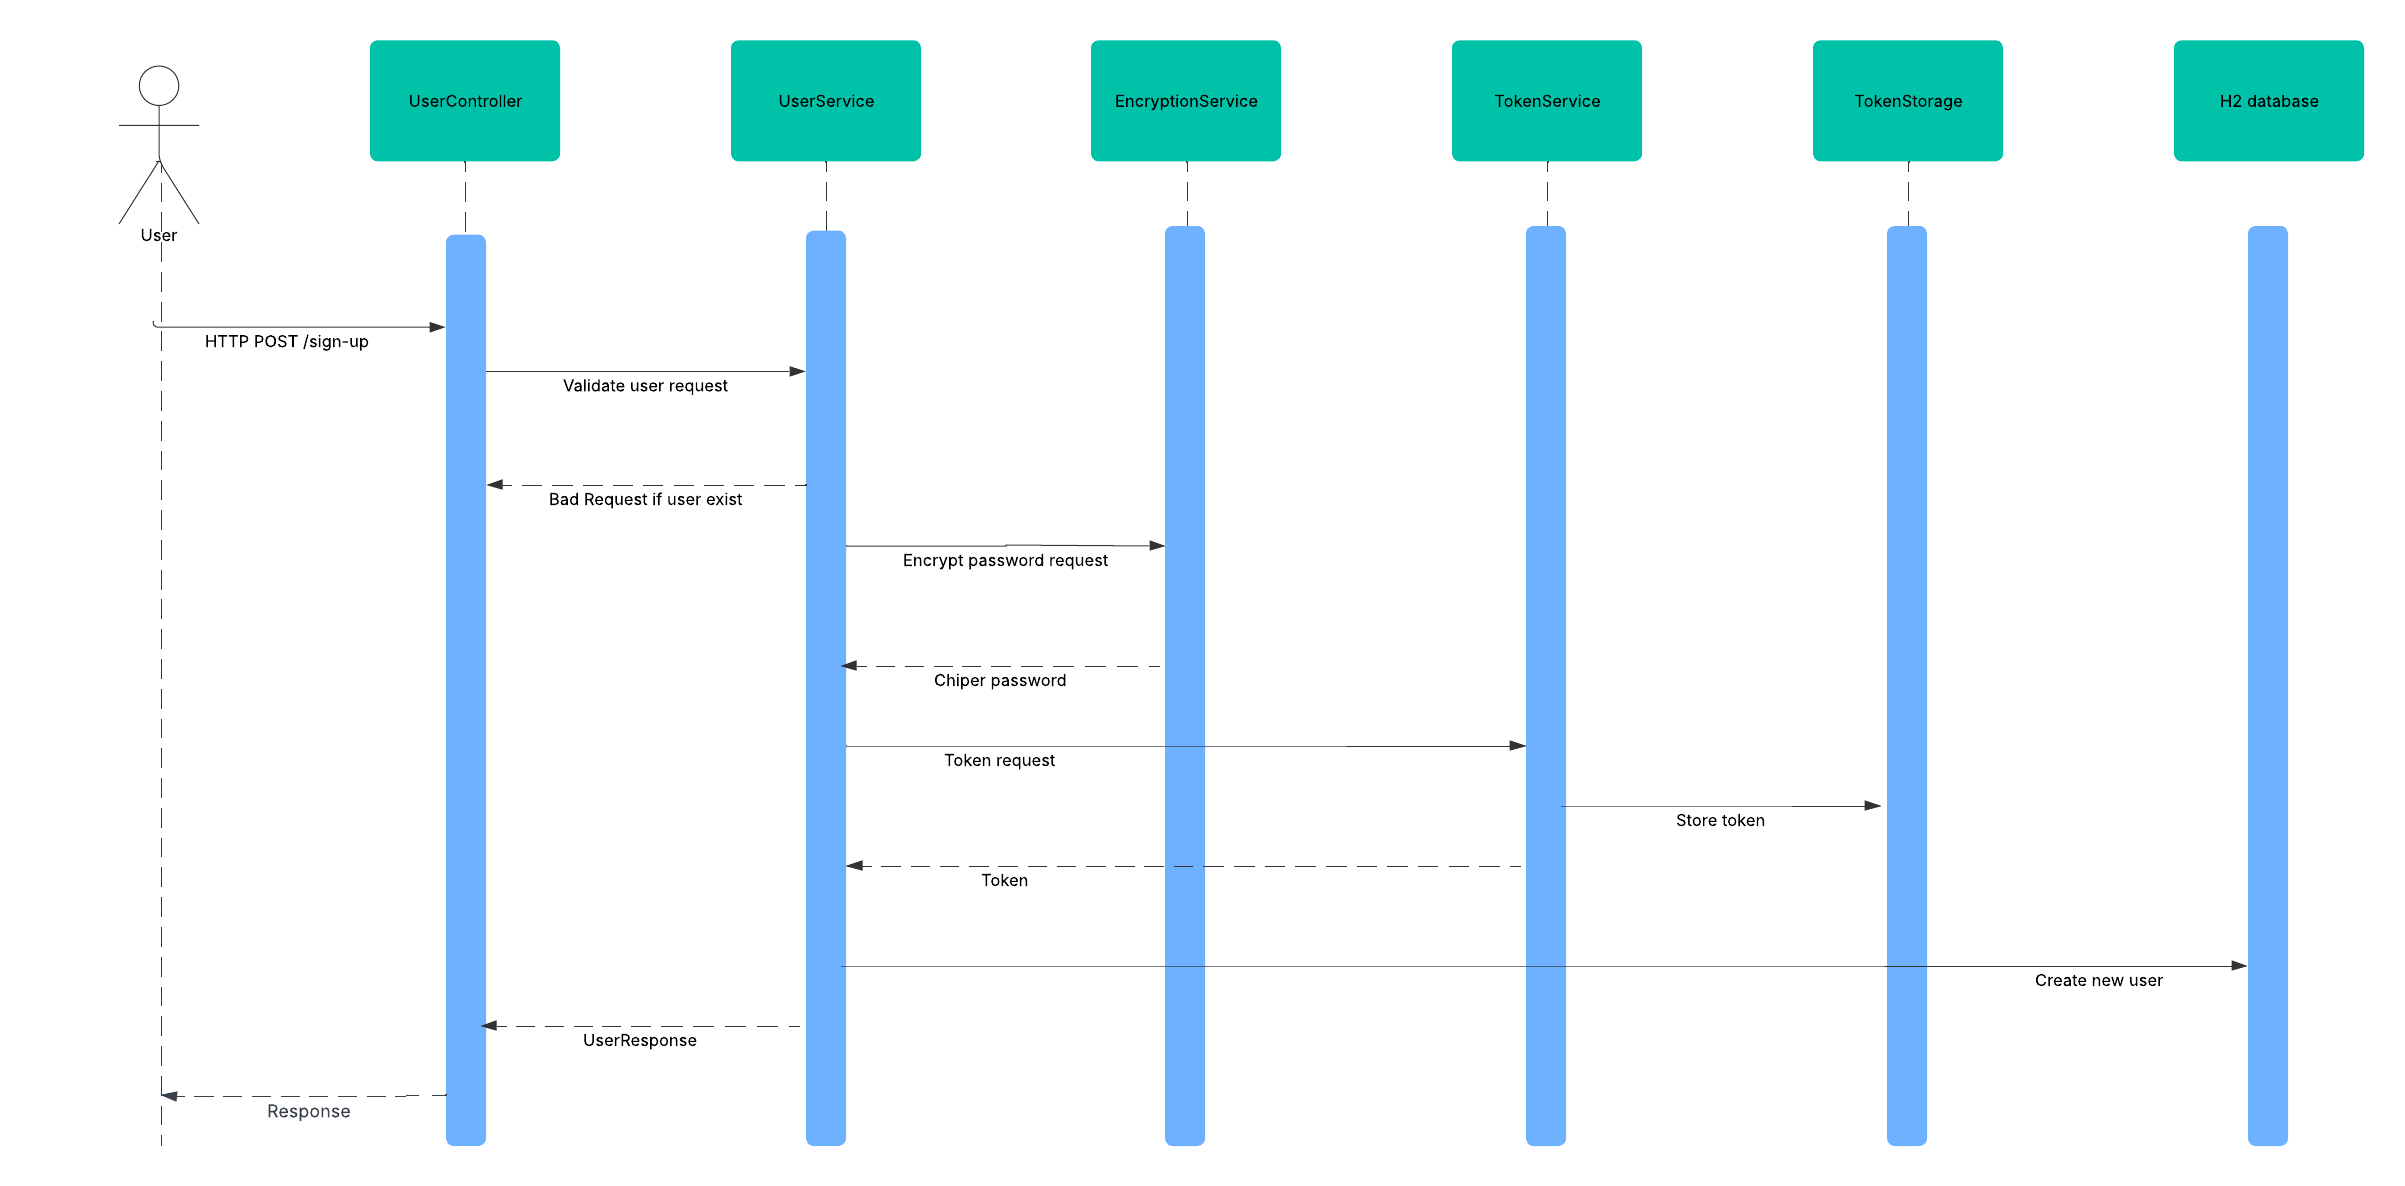 UserController
UserService
EncryptionService
TokenService
TokenStorage
H2 database
User
HTTP POST /sign-up
Validate user request
Bad Request if user exist
Encrypt password request
Chiper password
Token request
Store token
Token
Create new user
UserResponse
Response